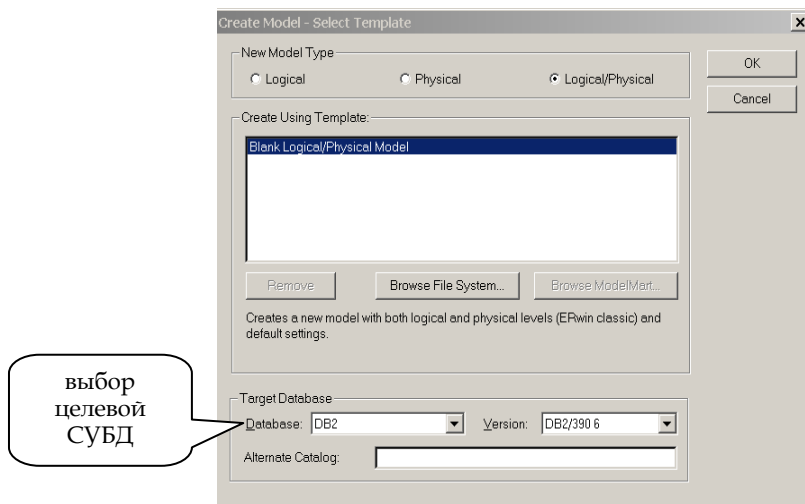 Create Model - Select Template
New Model Type
Logical
Physical
Logical/Physical
OK
Cancel
Create Using Template:
Blank Logical/Physical Model
Remove
Browse File System...
Browse ModelMart...
Creates a new model with both logical and physical levels (ERwin classic) and
default settings.
выбор
целевой
СУБД
Target Database
Database: DB2
Version: DB2/390 6
Alternate Catalog: